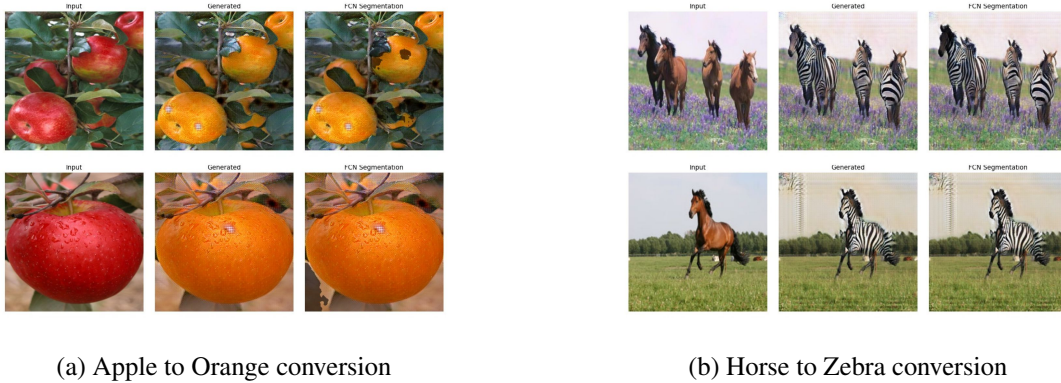 Input Generated FCN Segmentation
Input Generated FCN Segmentation
Input Generated FCN Segmentation
Input Generated FCN Segmentation
(a) Apple to Orange conversion
(b) Horse to Zebra conversion